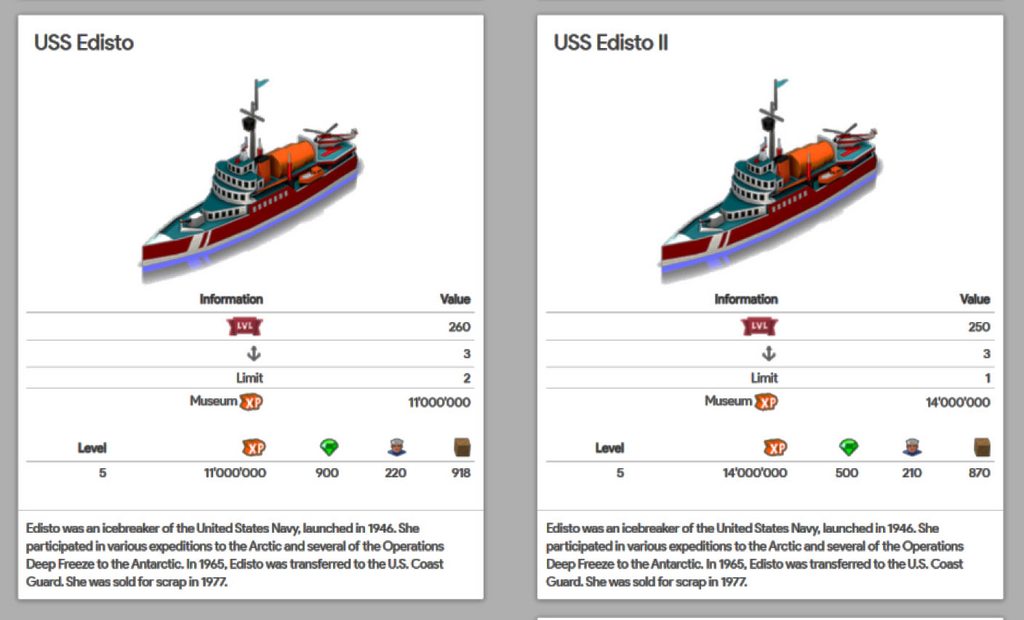 USS Edisto
Information Value
LVL 260
3
Limit 2
Museum XP 11'000'000
Level XP
5 11'000'000 900 220 918
Edisto was an icebreaker of the United States Navy, launched in 1946. She
participated in various expeditions to the Arctic and several of the Operations
Deep Freeze to the Antarctic. In 1965, Edisto was transferred to the U.S. Coast
Guard. She was sold for scrap in 1977.
USS Edisto II
Information Value
LVL 250
3
Limit 1
Museum XP 14'000'000
Level XP
5 14'000'000 500 210 870
Edisto was an icebreaker of the United States Navy, launched in 1946. She
participated in various expeditions to the Arctic and several of the Operations
Deep Freeze to the Antarctic. In 1965, Edisto was transferred to the U.S. Coast
Guard. She was sold for scrap in 1977.